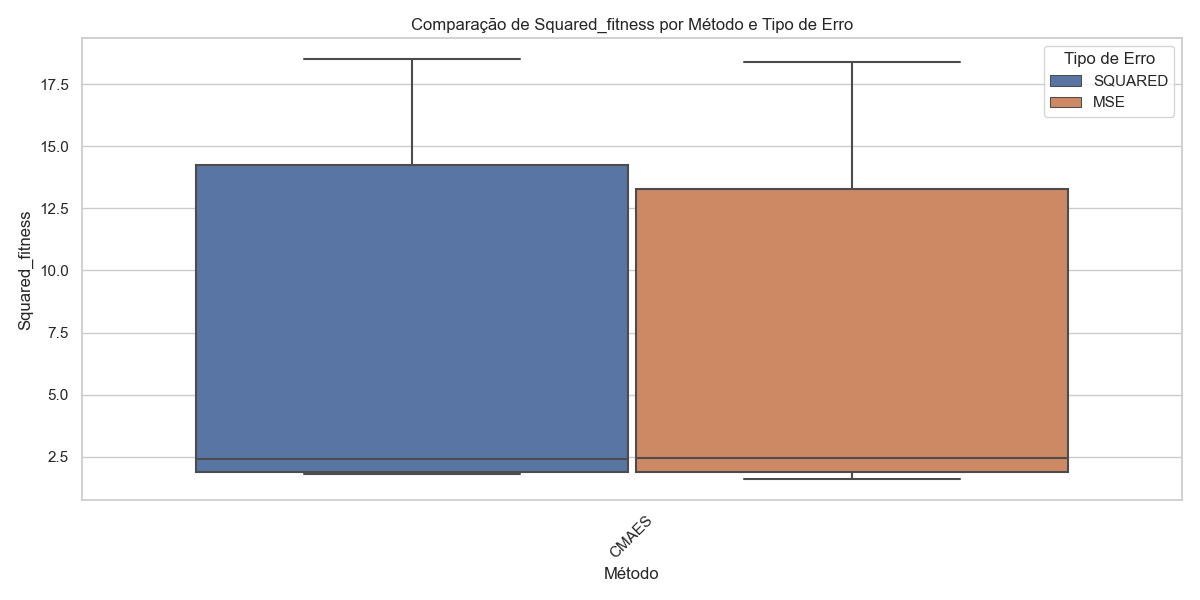 Comparação de Squared_fitness por Método e Tipo de Erro
Tipo de Erro
SQUARED
MSE
17.5
15.0
12.5
10.0
7.5
5.0
2.5
Squared_fitness
CMAES
Método